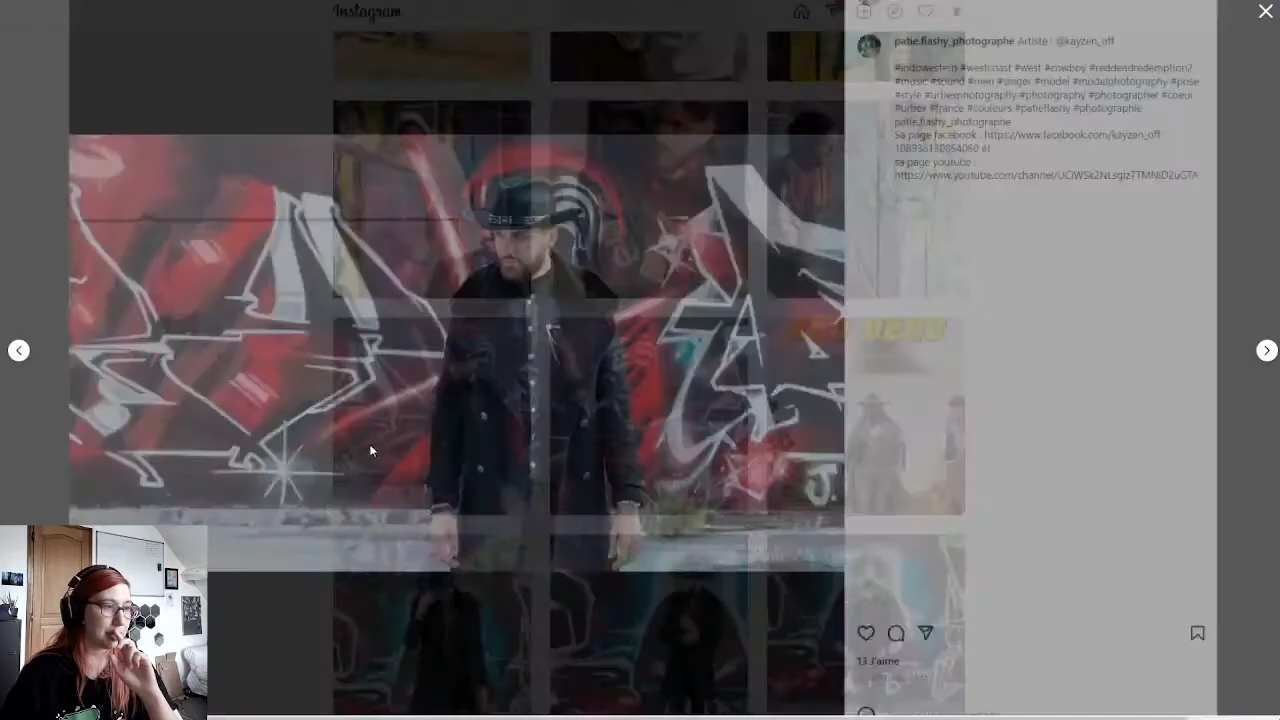 Instagram
patie.flashy_photographe Artiste : @kayzen_off
#indowestern #westcoast #west #cowboy #reddeadredemption2
#music #sound #men #singer #model #modelphotography #pose
#style #urbexphotography #photography #photographer #coeur
#urbex #france #couleurs #patieflashy #photographie
patie.flashy_photographe
Sa page facebook : https://www.facebook.com/kayzen_off
sa page youtube :
J.
13 J'aime